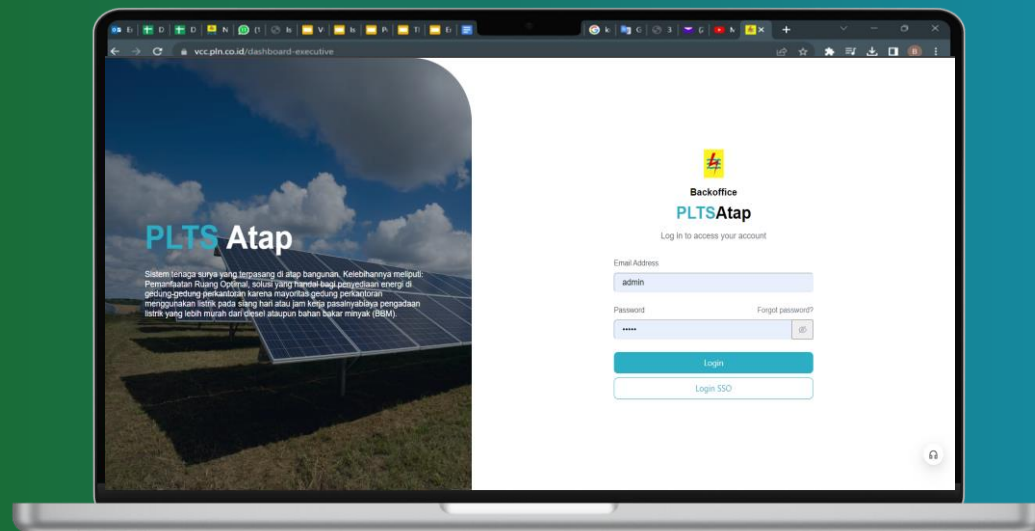 vcc.pln.co.id/dashboard-executive
PLTS Atap
Sistem tenaga surya yang terpasang di atap bangunan, Kelebihannya meliputi:
Pemanfaatan Ruang Optimal, solusi yang handal bagi penyediaan energi di
gedung-gedung perkantoran karena mayoritas gedung perkantoran
menggunakan listrik pada siang hari atau jam kerja pasalnyabiaya pengadaan
listrik yang lebih murah dari diesel ataupun bahan bakar minyak (BBM).
Backoffice
PLTSAtap
Log in to access your account
Email Address
admin
Password Forgot password?
Login
Login SSO